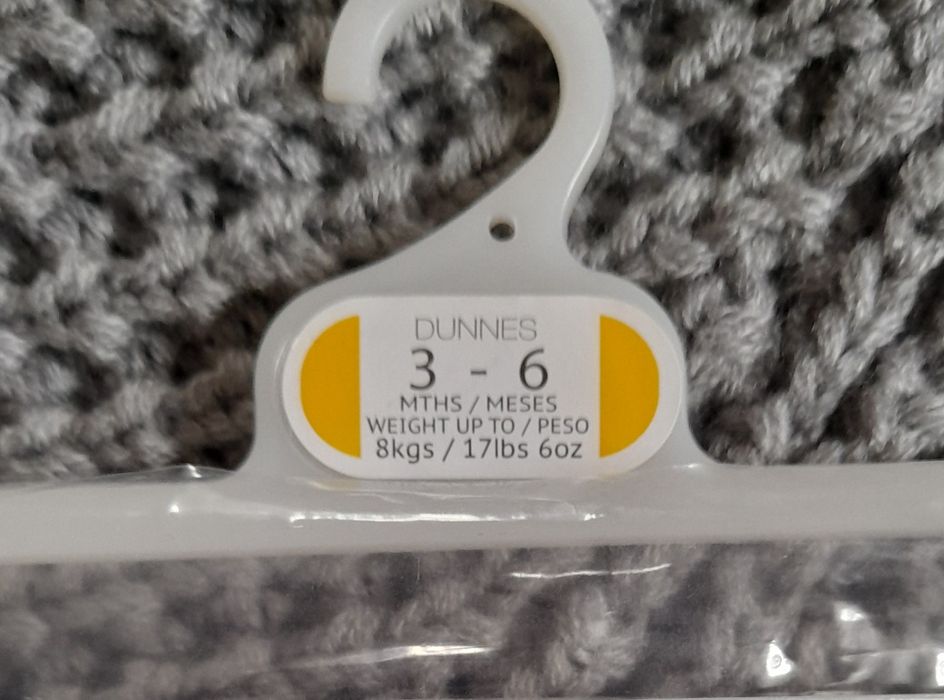 DUNNES
3 - 6
MTHS / MESES
WEIGHT UP TO / PESO
8kgs / 17lbs 6oz